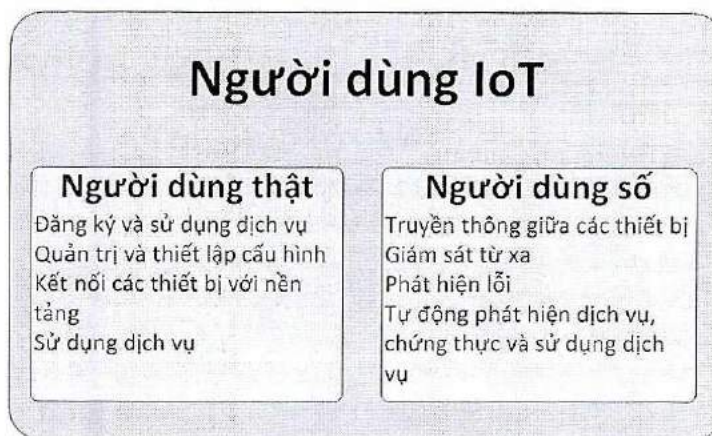 Người dùng IoT
Người dùng thật
Đăng ký và sử dụng dịch vụ
Quản trị và thiết lập cấu hình
Kết nối các thiết bị với nền
tảng
Sử dụng dịch vụ
Người dùng số
Truyền thông giữa các thiết bị
Giám sát từ xa
Phát hiện lỗi
Tự động phát hiện dịch vụ,
chứng thực và sử dụng dịch
vụ